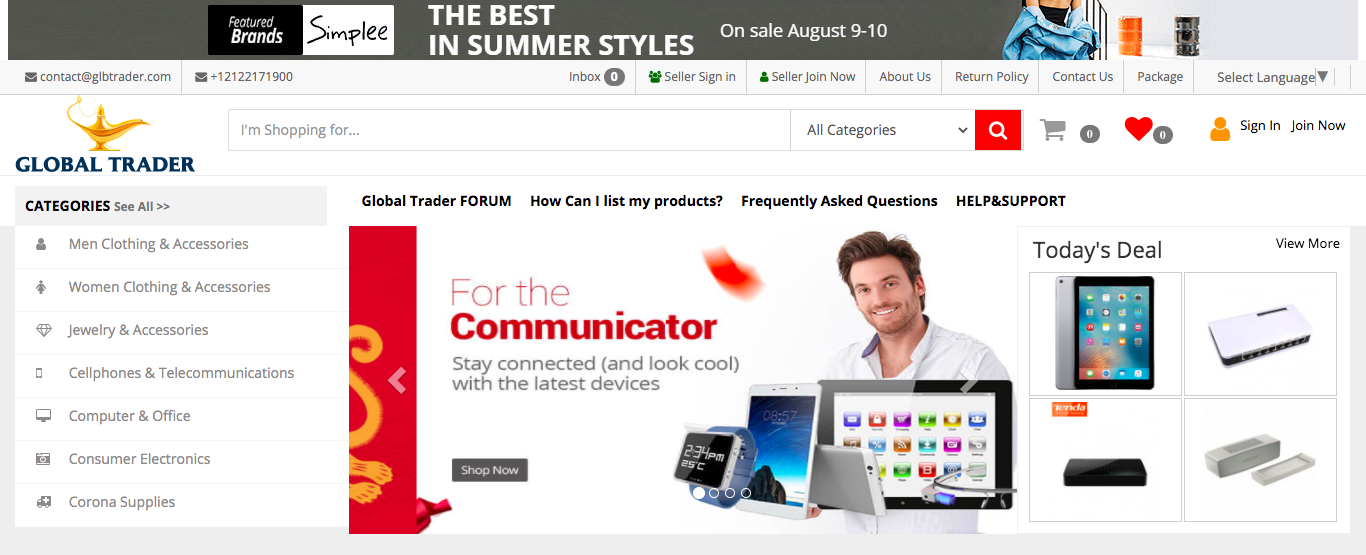 Featured
Brands
Simplee
THE BEST
IN SUMMER STYLES
On sale August 9-10
contact@glbtrader.com
+12122171900
Inbox 0
Seller Sign in
Seller Join Now
About Us
Return Policy
Contact Us
Package
Select Language▼
GLOBAL TRADER
I'm Shopping for...
All Categories
0
0
Sign In
Join Now
CATEGORIES See All >>
Global Trader FORUM
How Can I list my products?
Frequently Asked Questions
HELP&SUPPORT
Men Clothing & Accessories
Women Clothing & Accessories
Jewelry & Accessories
Cellphones & Telecommunications
Computer & Office
Consumer Electronics
Corona Supplies
For the
Communicator
Stay connected (and look cool)
with the latest devices
Shop Now
2:34PM
25°C
08:57
Today's Deal
View More
Tenda